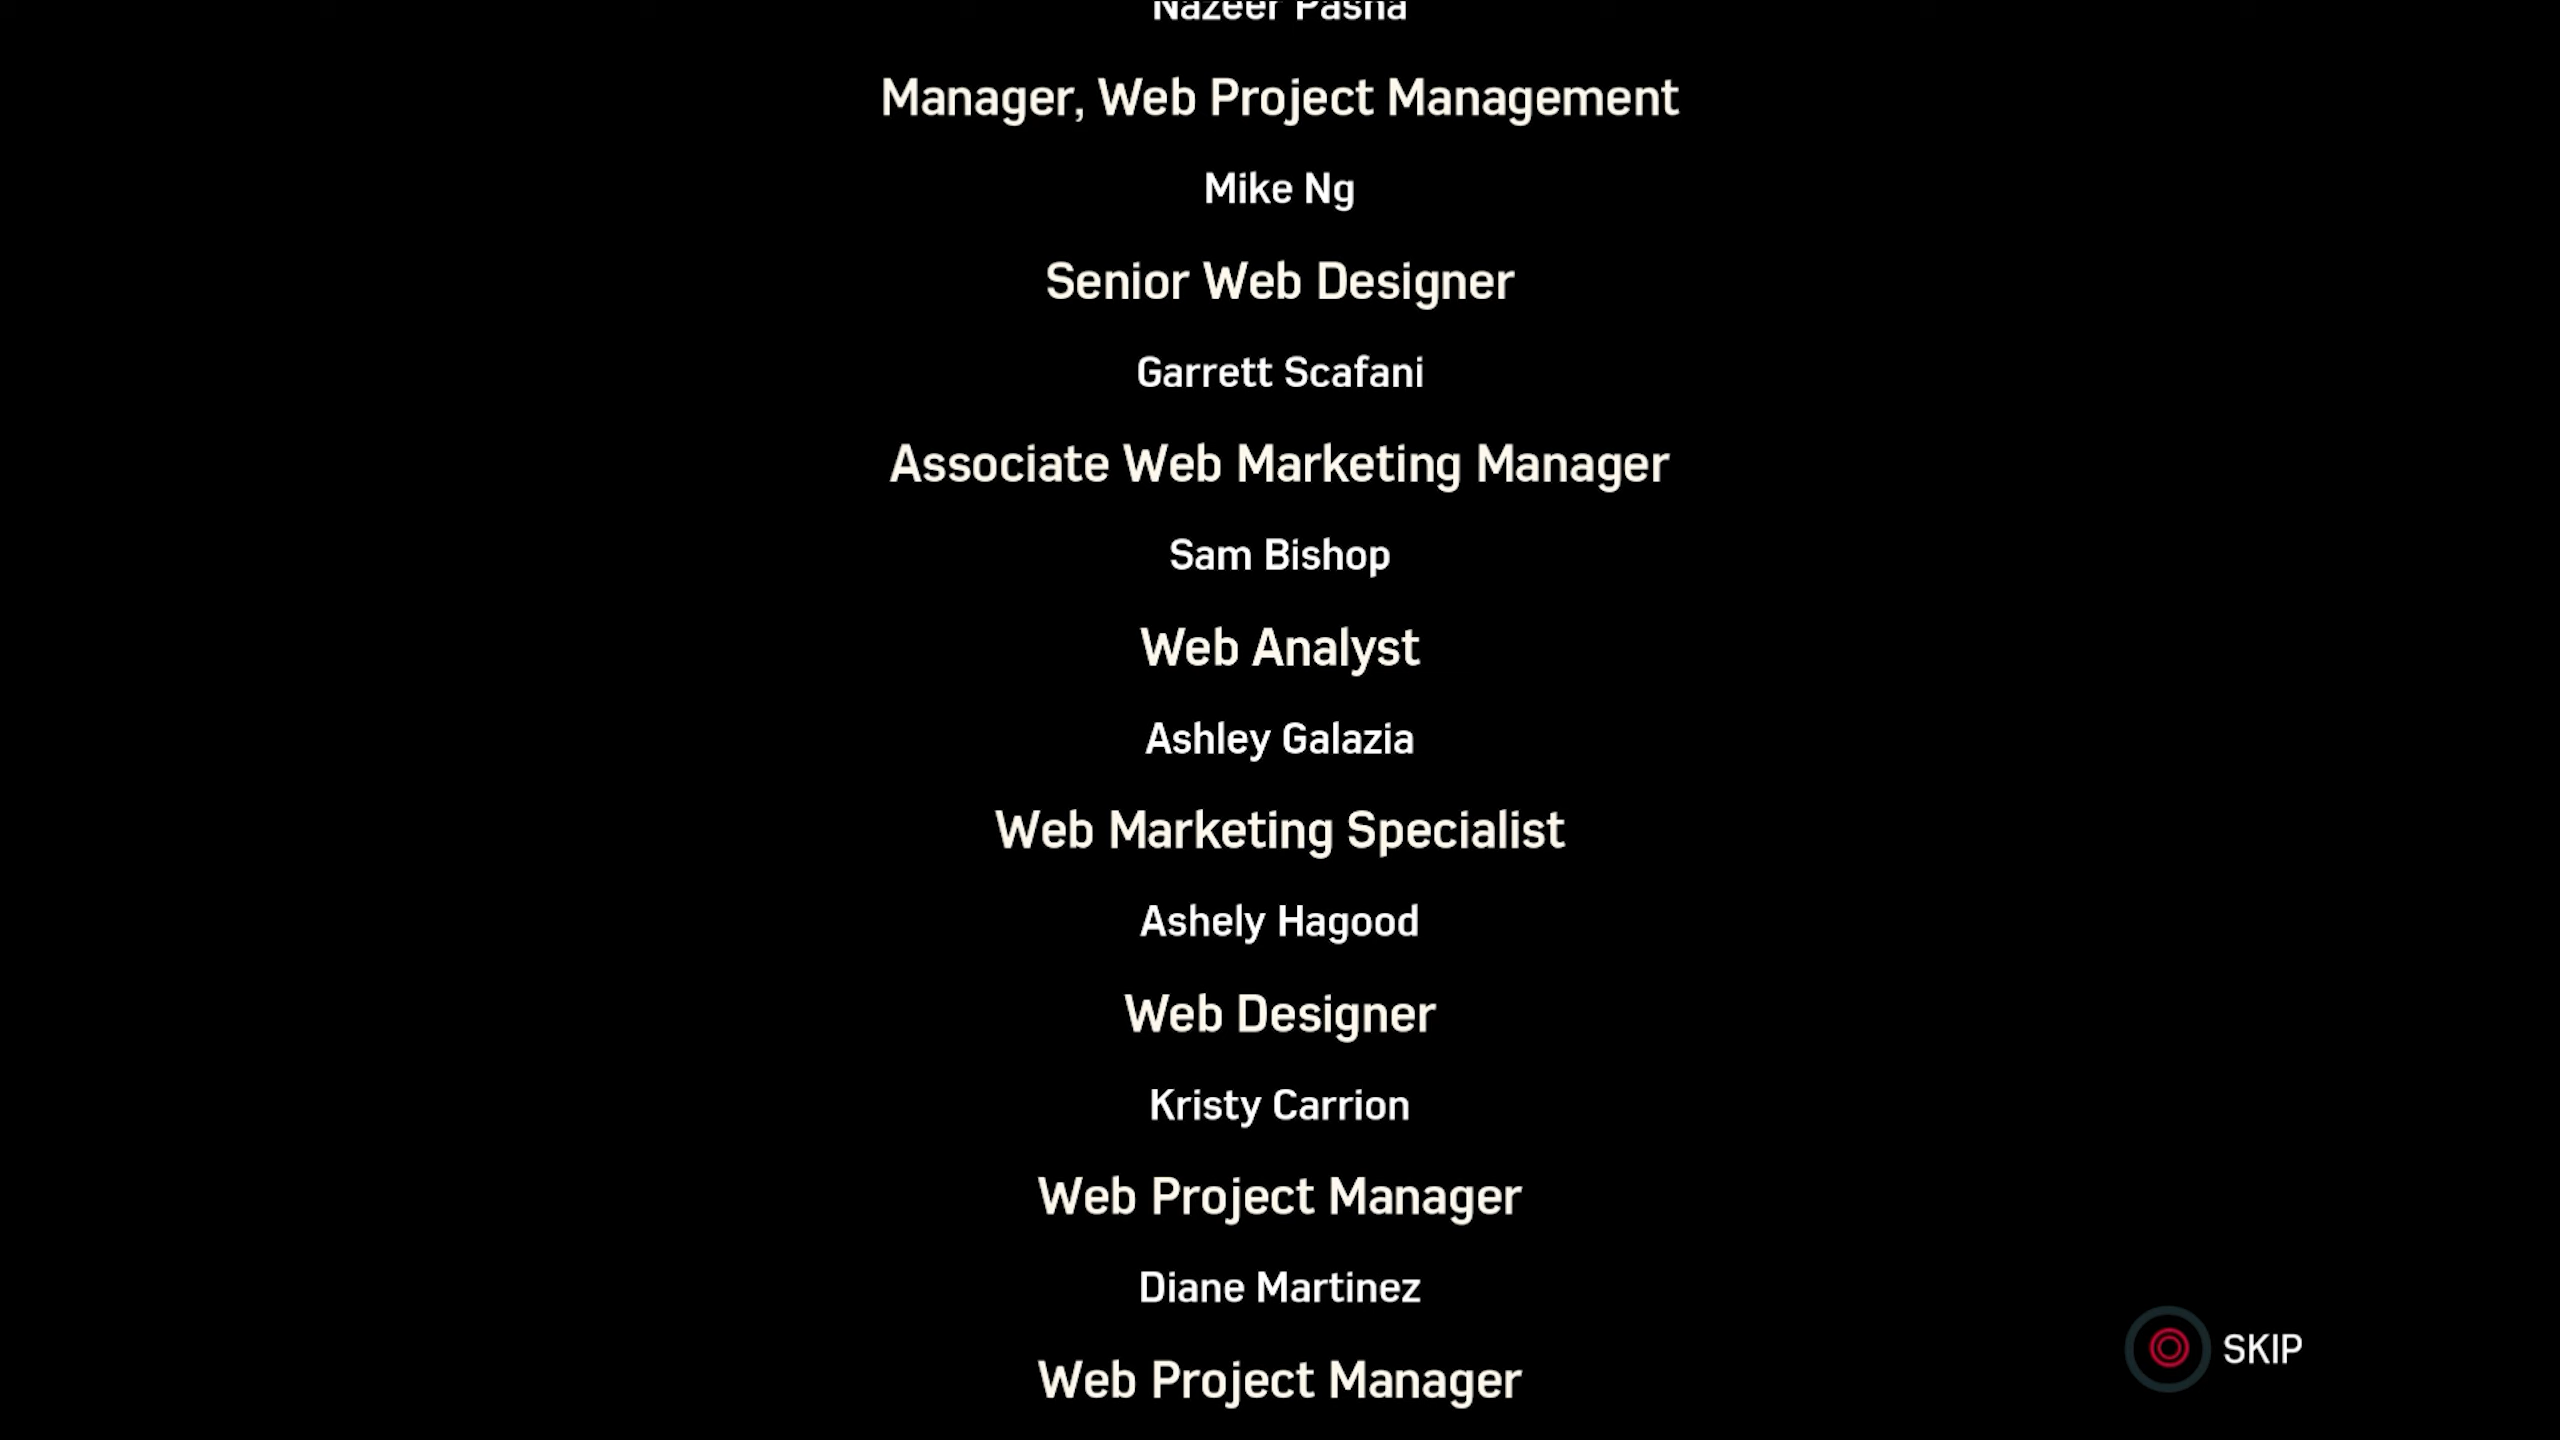 Nazeer Pasha
Manager, Web Project Management
Mike Ng
Senior Web Designer
Garrett Scafani
Associate Web Marketing Manager
Sam Bishop
Web Analyst
Ashley Galazia
Web Marketing Specialist
Ashely Hagood
Web Designer
Kristy Carrion
Web Project Manager
Diane Martinez
Web Project Manager
SKIP